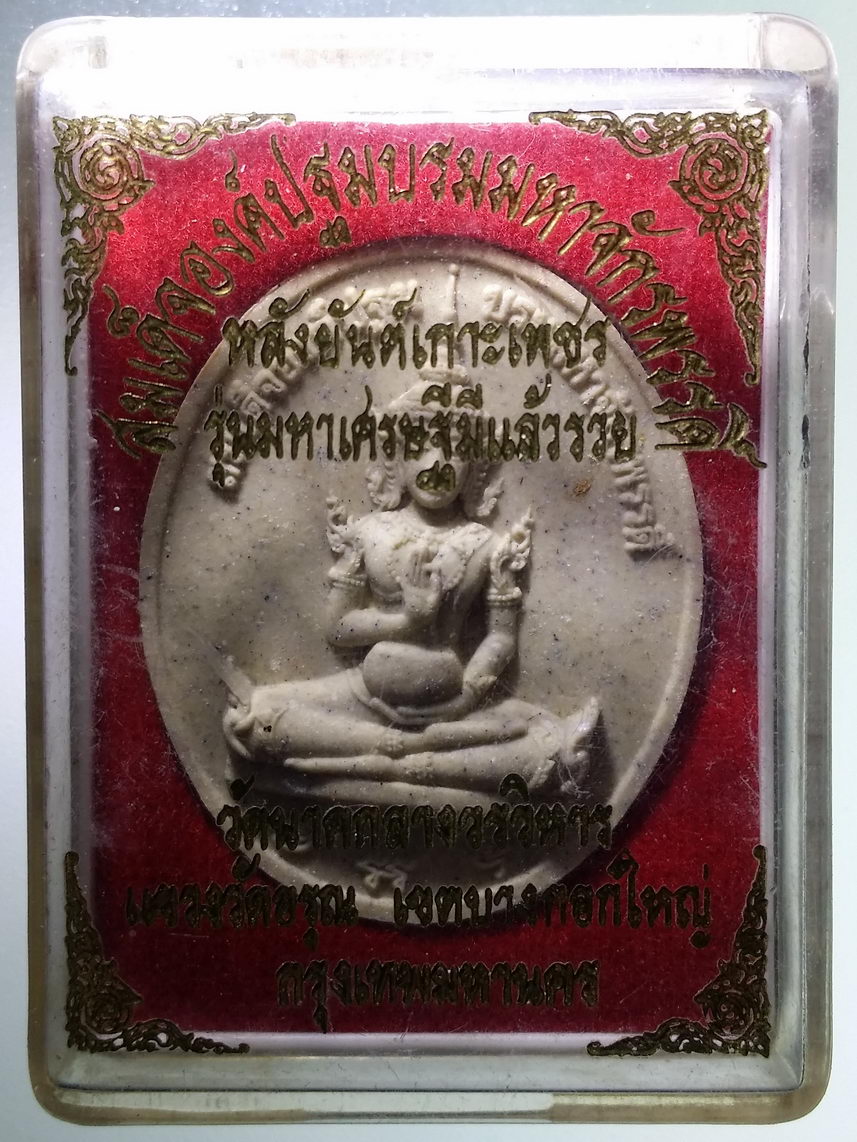 สมเด็จองค์ปฐมบรมมหาจักรพรรดิ
หลังยันต์เกาะเพชร
รุ่นมหาเศรษฐีมีแล้วรวย
วัดนาคกลางวรวิหาร
แขวงวัดอรุณ เขตบางกอกใหญ่
กรุงเทพมหานคร